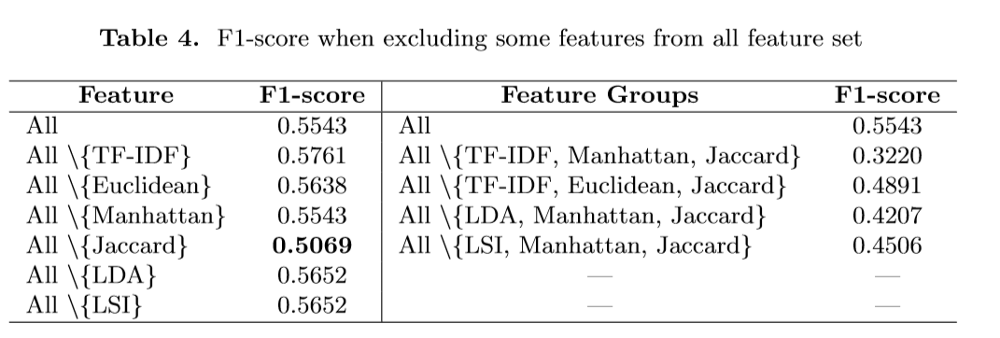 Table 4. F1-score when excluding some features from all feature set
Feature F1-score Feature Groups F1-score
All 0.5543 All 0.5543
All \{TF-IDF} 0.5761 All \{TF-IDF, Manhattan, Jaccard} 0.3220
All \{Euclidean} 0.5638 All \{TF-IDF, Euclidean, Jaccard} 0.4891
All \{Manhattan} 0.5543 All \{LDA, Manhattan, Jaccard} 0.4207
All \{Jaccard} 0.5069 All \{LSI, Manhattan, Jaccard} 0.4506
All \{LDA} 0.5652 — —
All \{LSI} 0.5652 — —